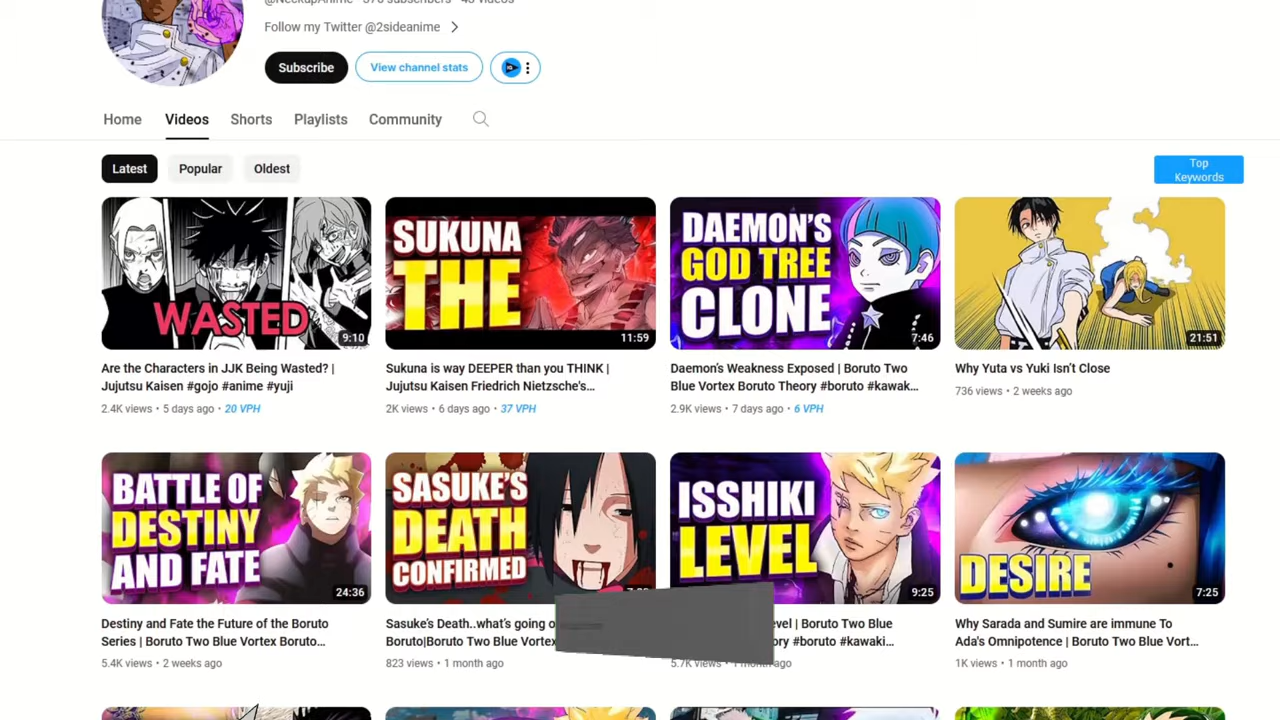 Follow my Twitter @2sideanime
Subscribe
View channel stats
Home
Videos
Shorts
Playlists
Community
Latest
Popular
Oldest
Top
Keywords
WASTED
9:10
SUKUNA
THE
11:59
DAEMON'S
GOD TREE
CLONE
7:46
21:51
Are the Characters in JJK Being Wasted? |
Jujutsu Kaisen #gojo #anime #yuji
2.4K views • 5 days ago • 20 VPH
Sukuna is way DEEPER than you THINK |
Jujutsu Kaisen Friedrich Nietzsche's...
2K views • 6 days ago • 37 VPH
Daemon's Weakness Exposed | Boruto Two
Blue Vortex Boruto Theory #boruto #kawak...
2.9K views • 7 days ago • 6 VPH
Why Yuta vs Yuki Isn't Close
736 views • 2 weeks ago
BATTLE OF
DESTINY
AND FATE
24:36
SASUKE'S
DEATH
CONFIRMED
ISSHIKI
LEVEL
9:25
DESIRE
7:25
Destiny and Fate the Future of the Boruto
Series | Boruto Two Blue Vortex Boruto...
5.4K views • 2 weeks ago
Sasuke's Death..what's going o
Boruto|Boruto Two Blue Vortex
823 views • 1 month ago
evel | Boruto Two Blue
ry #boruto #kawaki...
5.7K views • 1 month ago
Why Sarada and Sumire are immune To
Ada's Omnipotence | Boruto Two Blue Vort...
1K views • 1 month ago